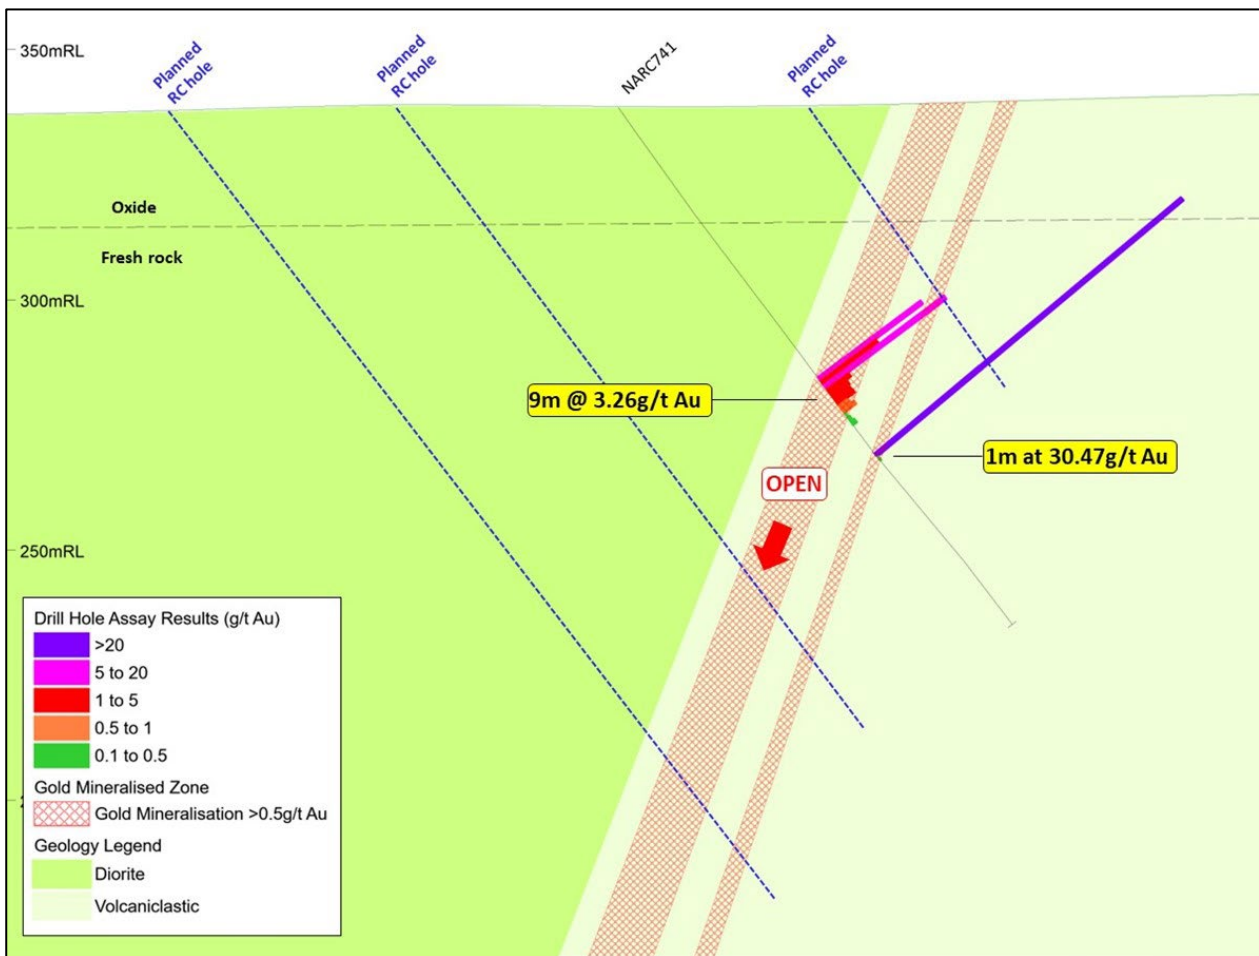 350mRL
Planned
RC hole
Planned
RC hole
NARC741
Planned
RC hole
Oxide
Fresh rock
300mRL
9m @ 3.26g/t Au
1m at 30.47g/t Au
OPEN
250mRL
Drill Hole Assay Results (g/t Au)
>20
5 to 20
1 to 5
0.5 to 1
0.1 to 0.5
Gold Mineralised Zone
Gold Mineralisation >0.5g/t Au
Geology Legend
Diorite
Volcaniclastic